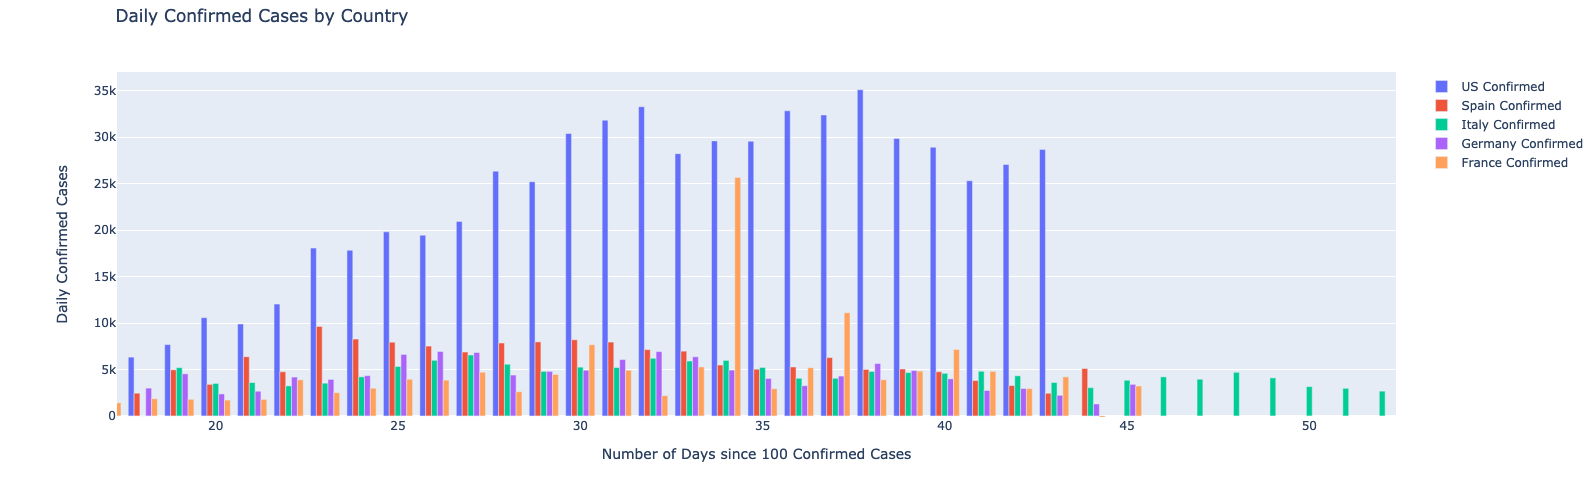 Daily Confirmed Cases by Country
35k
30k
25k
20k
15k
10k
5k
0
Daily Confirmed Cases
20 25 30 35 40 45 50
Number of Days since 100 Confirmed Cases
US Confirmed
Spain Confirmed
Italy Confirmed
Germany Confirmed
France Confirmed